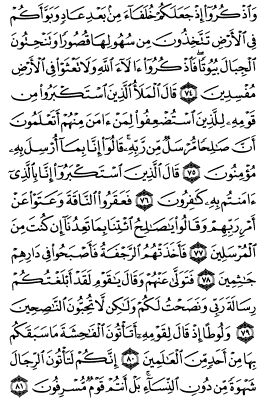 وَٱذۡكُرُوٓاْ إِذۡ جَعَلَكُمۡ خُلَفَآءَ مِنۢ بَعۡدِ عَادٖ وَبَوَّأَكُمۡ
فِي ٱلۡأَرۡضِ تَتَّخِذُونَ مِن سُهُولِهَا قُصُورٗا وَتَنۡحِتُونَ
ٱلۡجِبَالَ بُيُوتٗاۖ فَٱذۡكُرُوٓاْ ءَالَآءَ ٱللَّهِ وَلَا تَعۡثَوۡاْ فِي ٱلۡأَرۡضِ
مُفۡسِدِينَ ٧٤ قَالَ ٱلۡمَلَأُ ٱلَّذِينَ ٱسۡتَكۡبَرُواْ مِن
قَوۡمِهِۦ لِلَّذِينَ ٱسۡتُضۡعِفُواْ لِمَنۡ ءَامَنَ مِنۡهُمۡ أَتَعۡلَمُونَ
أَنَّ صَٰلِحٗا مُّرۡسَلٞ مِّن رَّبِّهِۦۚ قَالُوٓاْ إِنَّا بِمَآ أُرۡسِلَ بِهِۦ
مُؤۡمِنُونَ ٧٥ قَالَ ٱلَّذِينَ ٱسۡتَكۡبَرُوٓاْ إِنَّا بِٱلَّذِيٓ
ءَامَنتُم بِهِۦ كَٰفِرُونَ ٧٦ فَعَقَرُواْ ٱلنَّاقَةَ وَعَتَوۡاْ عَنۡ
أَمۡرِ رَبِّهِمۡ وَقَالُواْ يَٰصَٰلِحُ ٱئۡتِنَا بِمَا تَعِدُنَآ إِن كُنتَ مِنَ
ٱلۡمُرۡسَلِينَ ٧٧ فَأَخَذَتۡهُمُ ٱلرَّجۡفَةُ فَأَصۡبَحُواْ فِي دَارِهِمۡ
جَٰثِمِينَ ٧٨ فَتَوَلَّىٰ عَنۡهُمۡ وَقَالَ يَٰقَوۡمِ لَقَدۡ أَبۡلَغۡتُكُمۡ
رِسَالَةَ رَبِّي وَنَصَحۡتُ لَكُمۡ وَلَٰكِن لَّا تُحِبُّونَ ٱلنَّٰصِحِينَ
٧٩ وَلُوطًا إِذۡ قَالَ لِقَوۡمِهِۦٓ أَتَأۡتُونَ ٱلۡفَٰحِشَةَ مَا سَبَقَكُم
بِهَا مِنۡ أَحَدٖ مِّنَ ٱلۡعَٰلَمِينَ ٨٠ إِنَّكُمۡ لَتَأۡتُونَ ٱلرِّجَالَ
شَهۡوَةٗ مِّن دُونِ ٱلنِّسَآءِۚ بَلۡ أَنتُمۡ قَوۡمٞ مُّسۡرِفُونَ ٨١